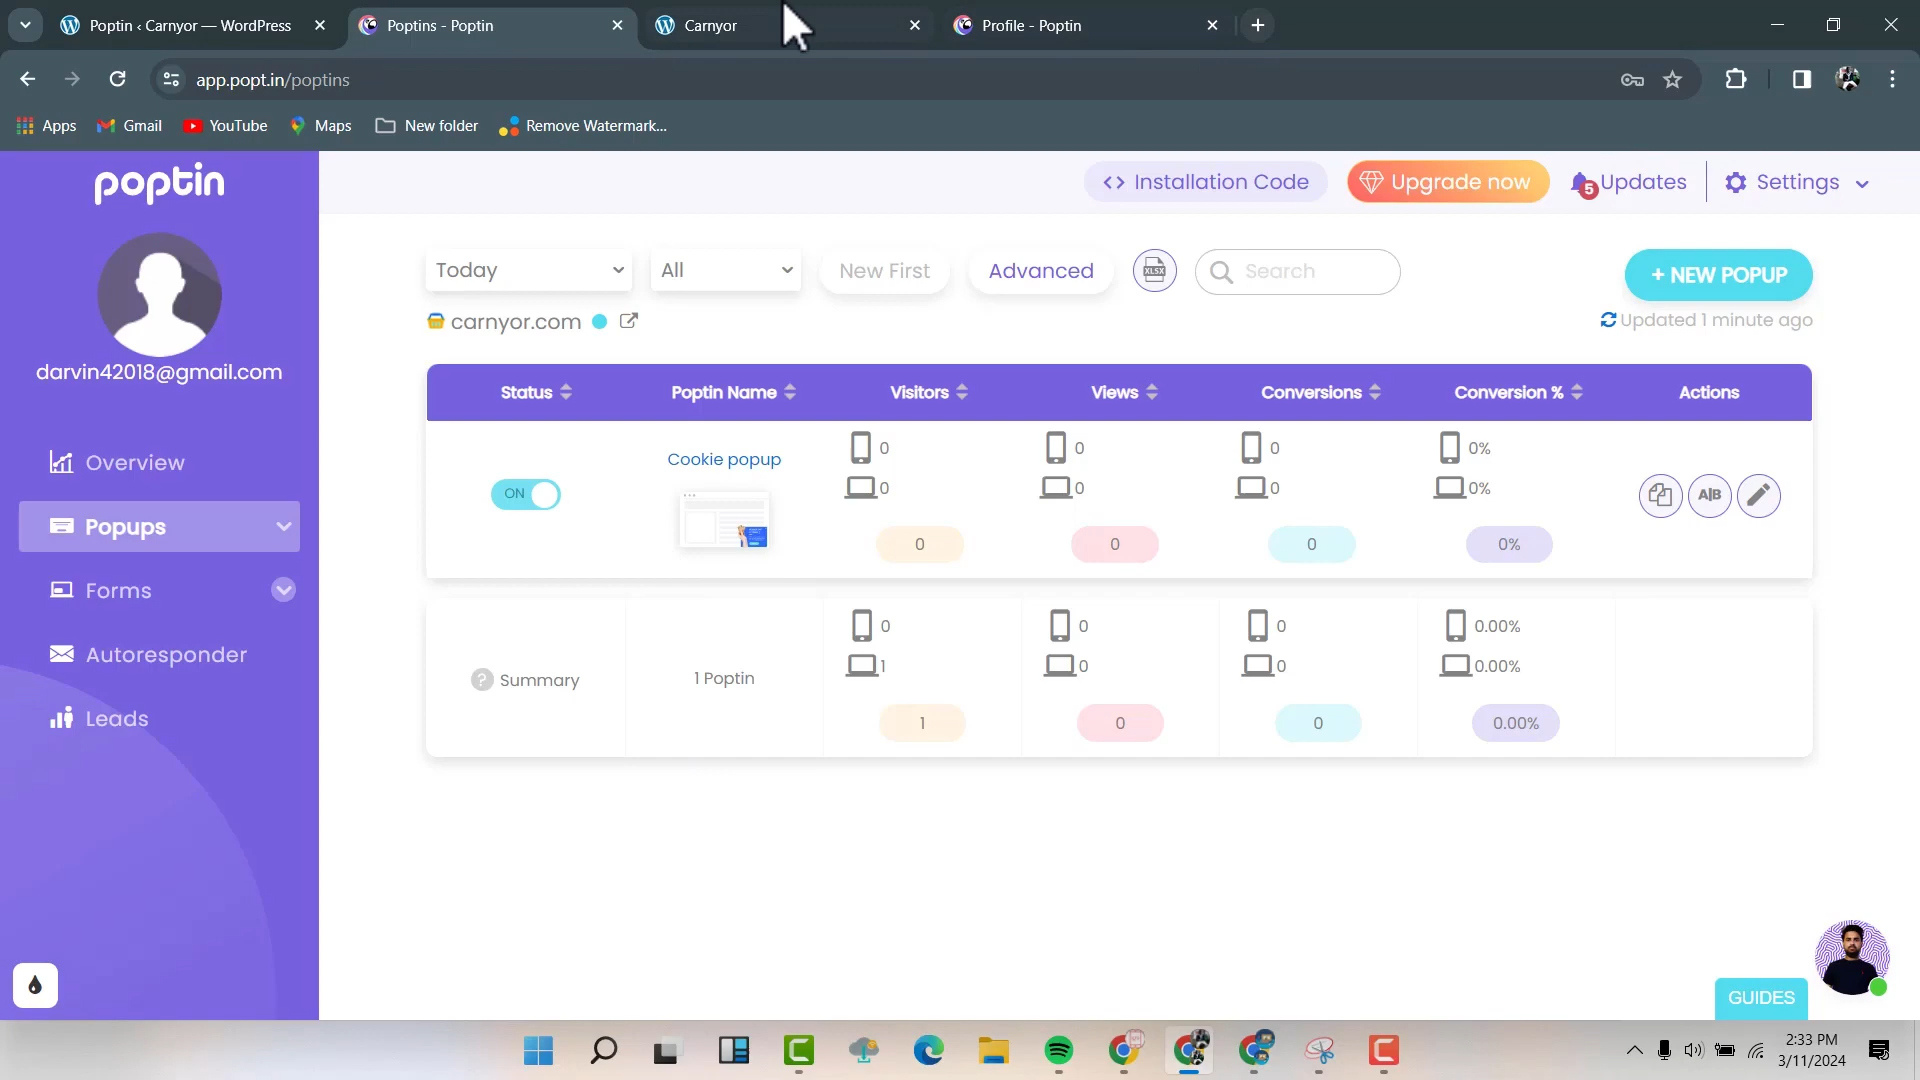 Poptin ‹ Carnyor — WordPress
Poptins - Poptin
Carnyor
Profile - Poptin
app.popt.in/poptins
Apps
Gmail
YouTube
Maps
New folder
Remove Watermark...
poptin
Installation Code
Upgrade now
5
Updates
Settings
darvin42018@gmail.com
Overview
Popups
Forms
Autoresponder
Leads
Today
All
New First
Advanced
XLSX
Search
+ NEW POPUP
carnyor.com
Updated 1 minute ago
Status
Poptin Name
Visitors
Views
Conversions
Conversion %
Actions
ON
Cookie popup
0
0
0
0%
0
0
0
0%
A|B
0
0
0
0%
? Summary
1 Poptin
0
0
0
0.00%
1
0
0
0.00%
1
0
0
0.00%
GUIDES
2:33 PM
3/11/2024